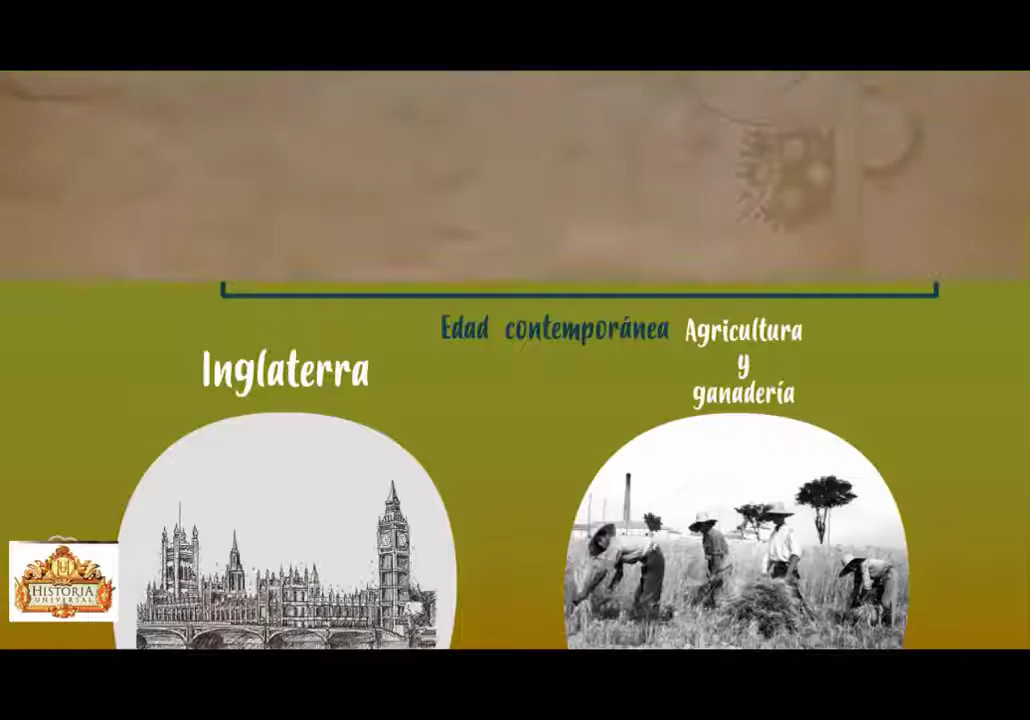 Edad contemporánea
Inglaterra
Agricultura
y
ganadería
HISTORIA
UNIVERSAL